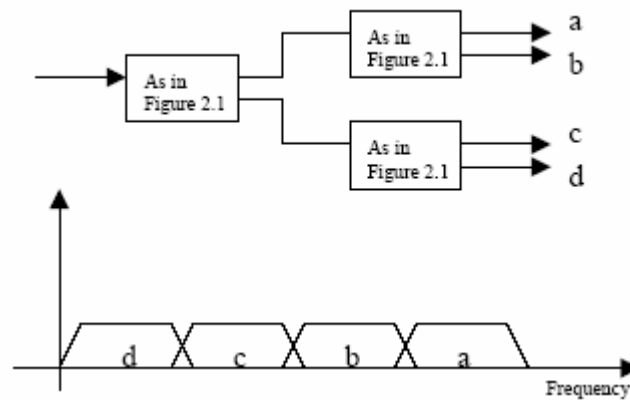 a
As in
Figure 2.1
b
As in
Figure 2.1
c
As in
Figure 2.1
d
d c b a
Frequency